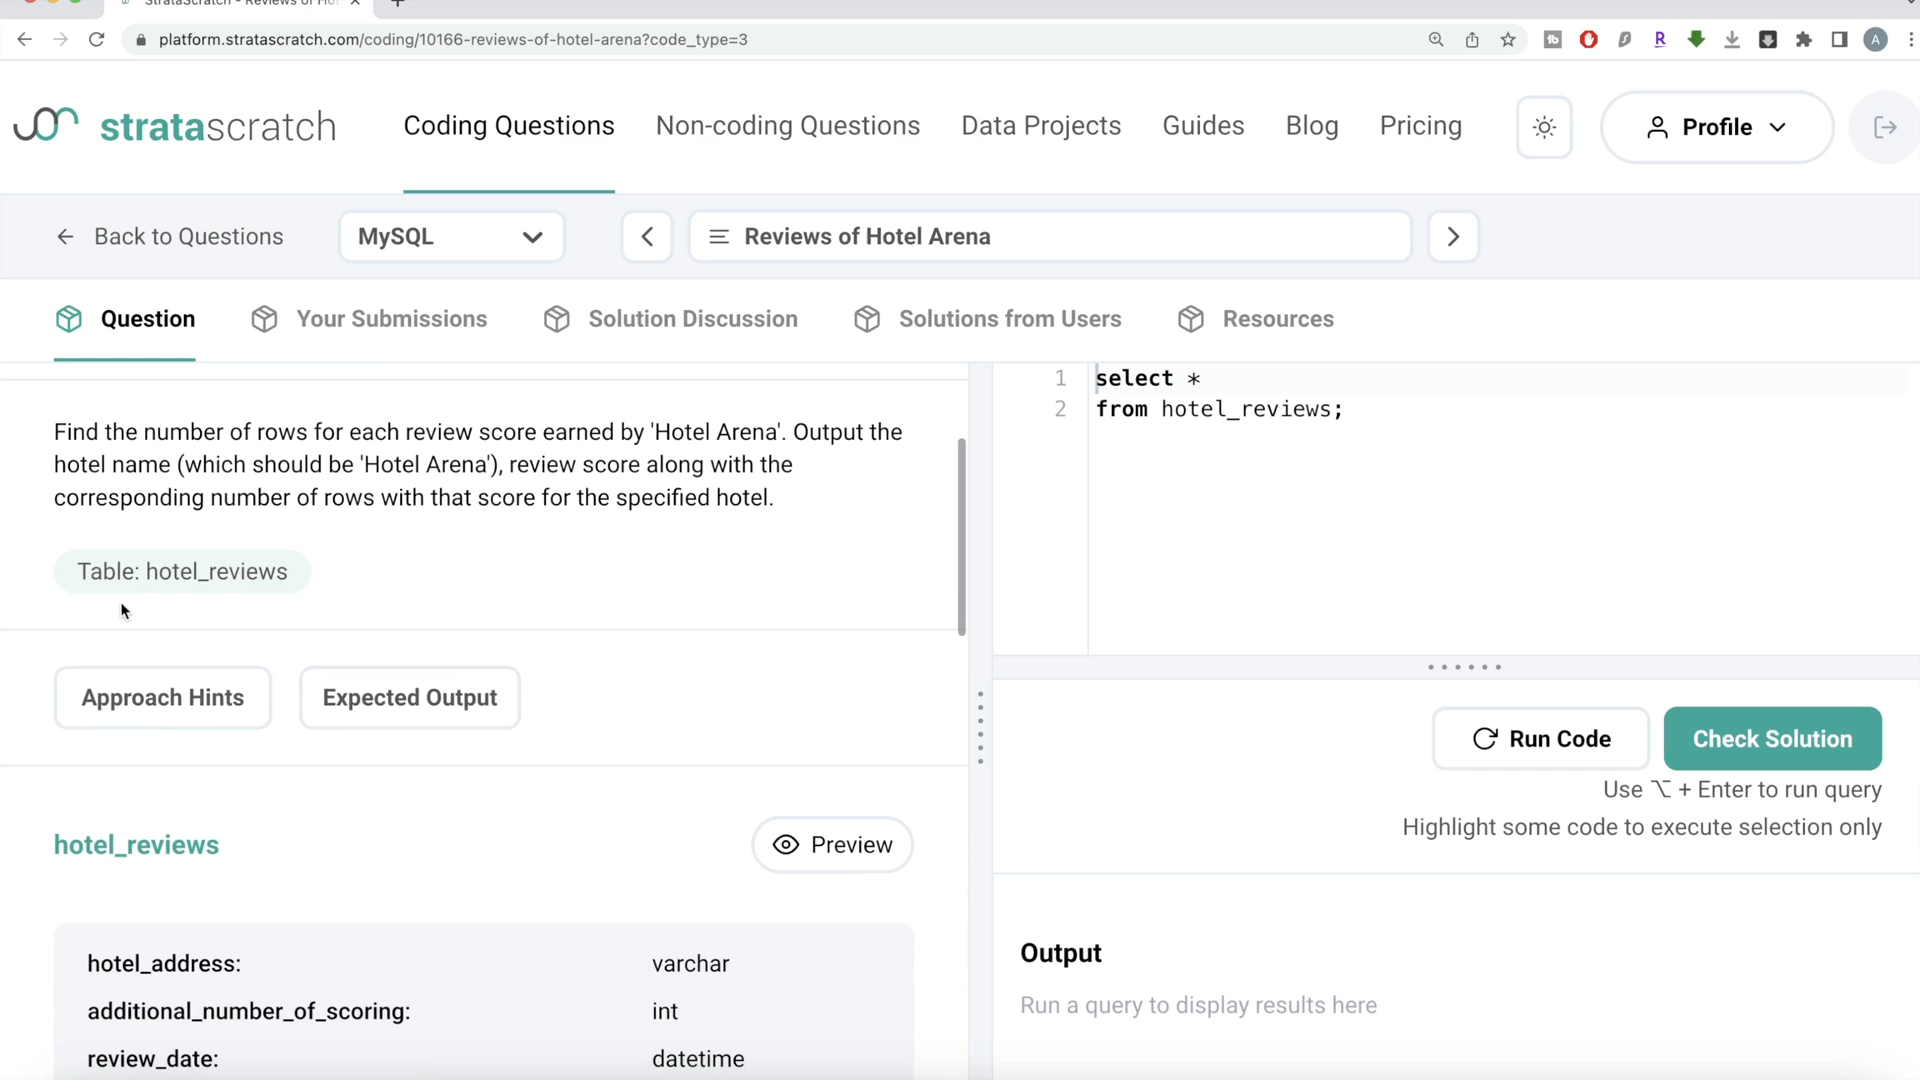 StrataScratch - Reviews of Hot
platform.stratascratch.com/coding/10166-reviews-of-hotel-arena?code_type=3
tb
R
A
stratascratch
Coding Questions
Non-coding Questions
Data Projects
Guides
Blog
Pricing
Profile
Back to Questions
MySQL
Reviews of Hotel Arena
Question
Your Submissions
Solution Discussion
Solutions from Users
Resources
Find the number of rows for each review score earned by 'Hotel Arena'. Output the
hotel name (which should be 'Hotel Arena'), review score along with the
corresponding number of rows with that score for the specified hotel.
Table: hotel_reviews
Approach Hints
Expected Output
hotel_reviews
Preview
hotel_address: varchar
additional_number_of_scoring: int
review_date: datetime
1 select *
2 from hotel_reviews;
Run Code
Check Solution
Use ⌥ + Enter to run query
Highlight some code to execute selection only
Output
Run a query to display results here